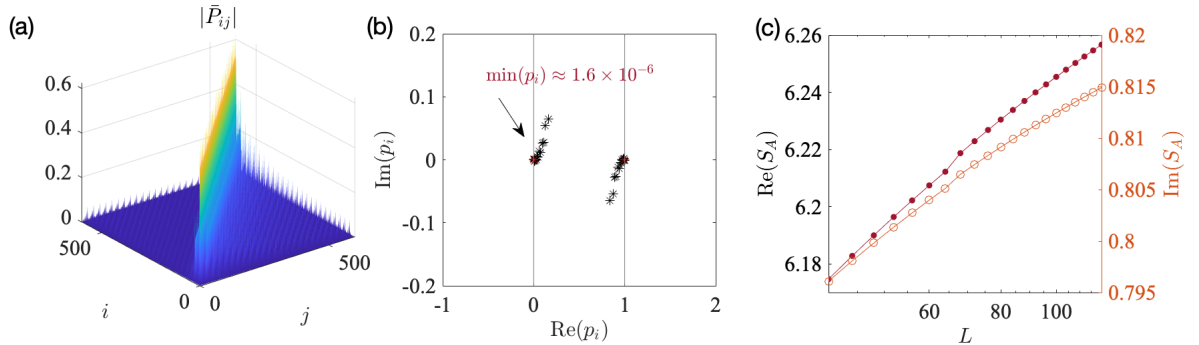 (a)
|P̄ij|
0.6
0.4
0.2
0
500
0
0
500
i
j
(b)
0.2
0.1
0
-0.1
-0.2
-1
0
1
2
Im(pi)
Re(pi)
min(pi) ≈ 1.6 × 10−6
(c)
6.26
6.24
6.22
6.2
6.18
Re(SA)
60
80
100
L
0.82
0.815
0.81
0.805
0.8
0.795
Im(SA)